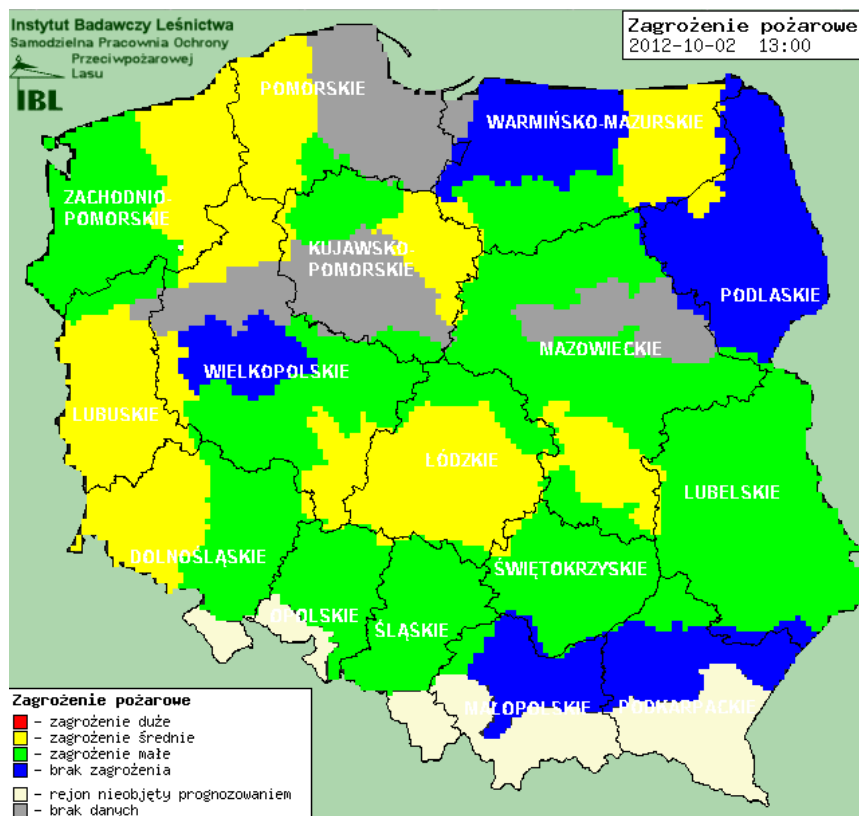 Instytut Badawczy Leśnictwa
Samodzielna Pracownia Ochrony
Przeciwpożarowej
Lasu
IBL
Zagrożenie pożarowe
2012-10-02 13:00
POMORSKIE
WARMIŃSKO-MAZURSKIE
ZACHODNIO-
POMORSKIE
KUJAWSKO-
POMORSKIE
PODLASKIE
MAZOWIECKIE
WIELKOPOLSKIE
LUBUSKIE
ŁÓDZKIE
LUBELSKIE
DOLNOŚLĄSKIE
ŚWIĘTOKRZYSKIE
OPOLSKIE
ŚLĄSKIE
MAŁOPOLSKIE
PODKARPACKIE
Zagrożenie pożarowe
– zagrożenie duże
– zagrożenie średnie
– zagrożenie małe
– brak zagrożenia
– rejon nieobjęty prognozowaniem
– brak danych